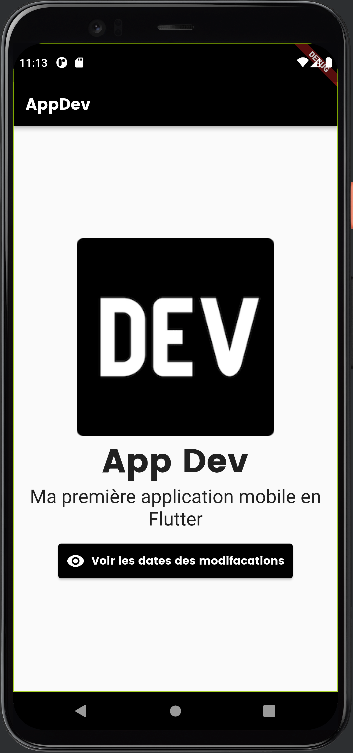 11:13
DEBUG
AppDev
DEV
App Dev
Ma première application mobile en
Flutter
Voir les dates des modifacations